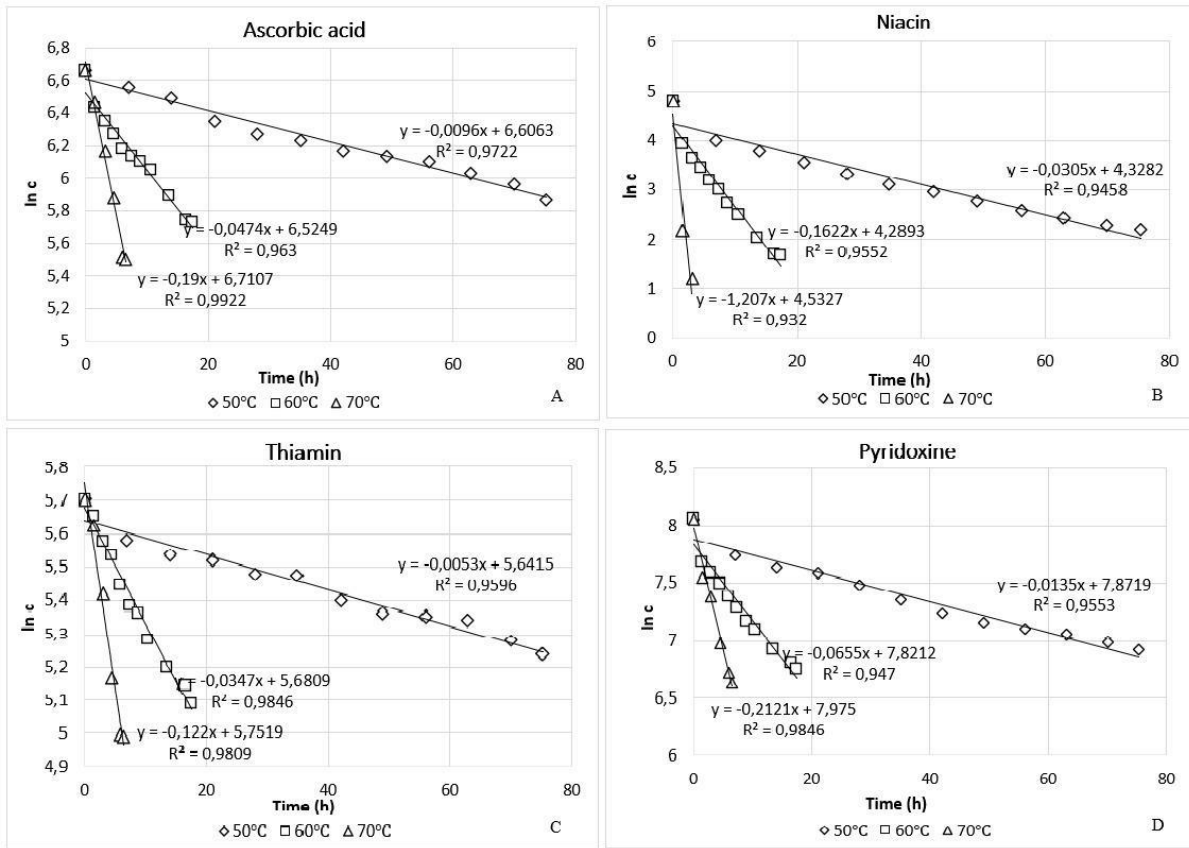 Ascorbic acid
6,8
6,6
6,4
6,2
6
5,8
5,6
5,4
5,2
5
ln c
y = -0,0096x + 6,6063
R² = 0,9722
y = -0,0474x + 6,5249
R² = 0,963
y = -0,19x + 6,7107
R² = 0,9922
0 20 40 60 80
Time (h)
50°C 60°C 70°C
A
Niacin
6
5
4
3
2
1
0
ln c
y = -0,0305x + 4,3282
R² = 0,9458
y = -0,1622x + 4,2893
R² = 0,9552
y = -1,207x + 4,5327
R² = 0,932
0 20 40 60 80
Time (h)
50°C 60°C 70°C
B
Thiamin
5,8
5,7
5,6
5,5
5,4
5,3
5,2
5,1
5
4,9
ln c
y = -0,0053x + 5,6415
R² = 0,9596
y = -0,0347x + 5,6809
R² = 0,9846
y = -0,122x + 5,7519
R² = 0,9809
0 20 40 60 80
Time (h)
50°C 60°C 70°C
C
Pyridoxine
8,5
8
7,5
7
6,5
6
ln c
y = -0,0135x + 7,8719
R² = 0,9553
y = -0,0655x + 7,8212
R² = 0,947
y = -0,2121x + 7,975
R² = 0,9846
0 20 40 60 80
Time (h)
50°C 60°C 70°C
D